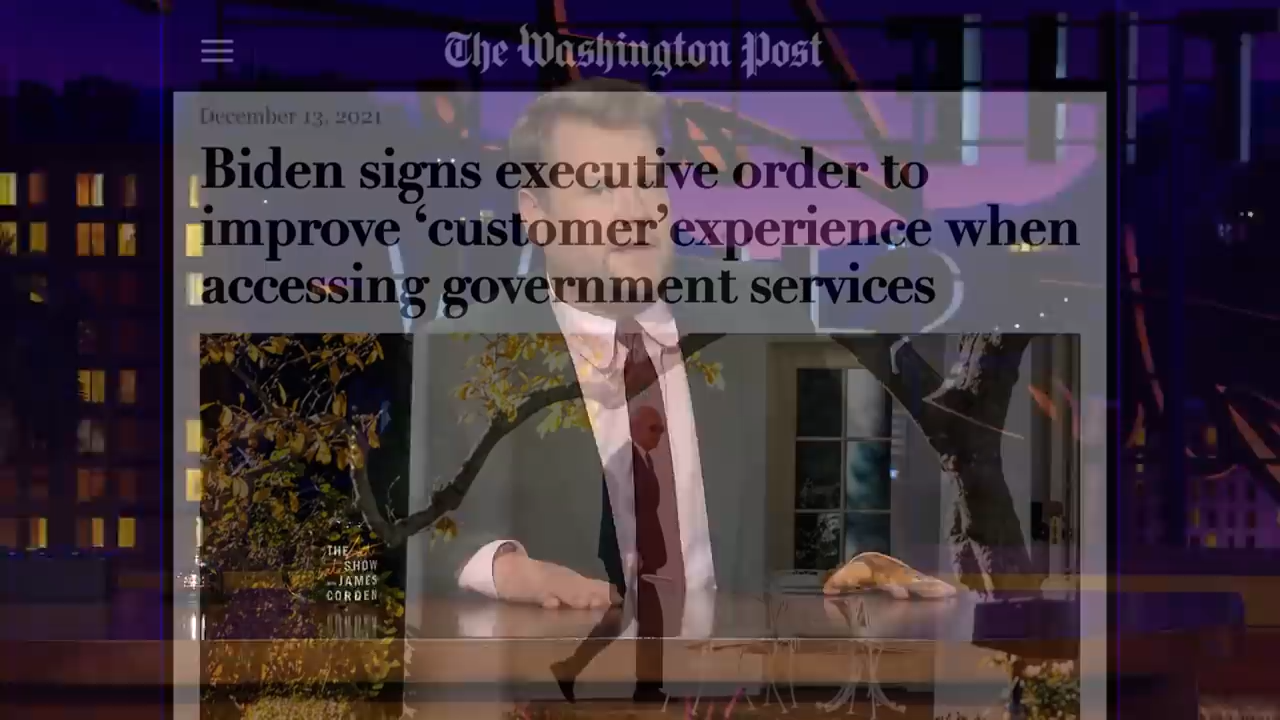 The Washington Post
December 13, 2021
Biden signs executive order to
improve ‘customer’ experience when
accessing government services
THE
SHOW
JAMES
CORDEN